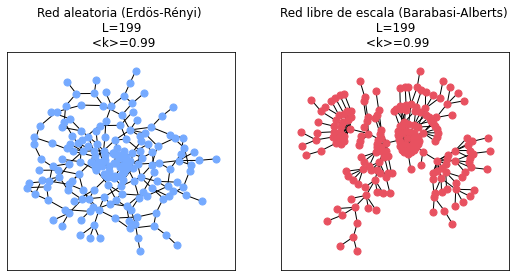 Red aleatoria (Erdös-Rényi)
L=199
<k>=0.99
Red libre de escala (Barabasi-Alberts)
L=199
<k>=0.99